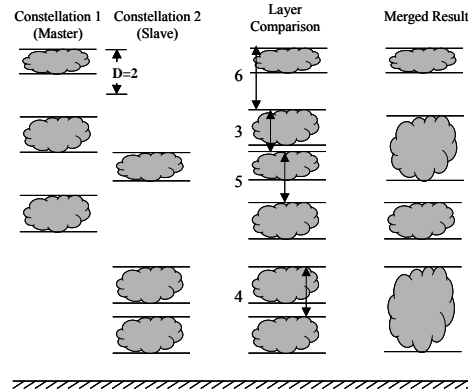 Constellation 1
(Master)
Constellation 2
(Slave)
Layer
Comparison
Merged Result
D=2
6
3
5
4